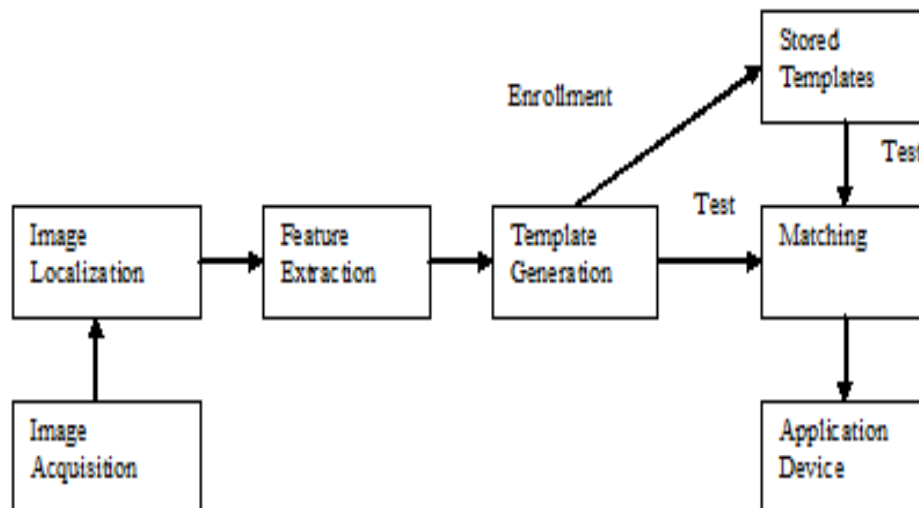 Stored
Templates
Enrollment
Test
Test
Image
Localization
Feature
Extraction
Template
Generation
Matching
Image
Acquisition
Application
Device